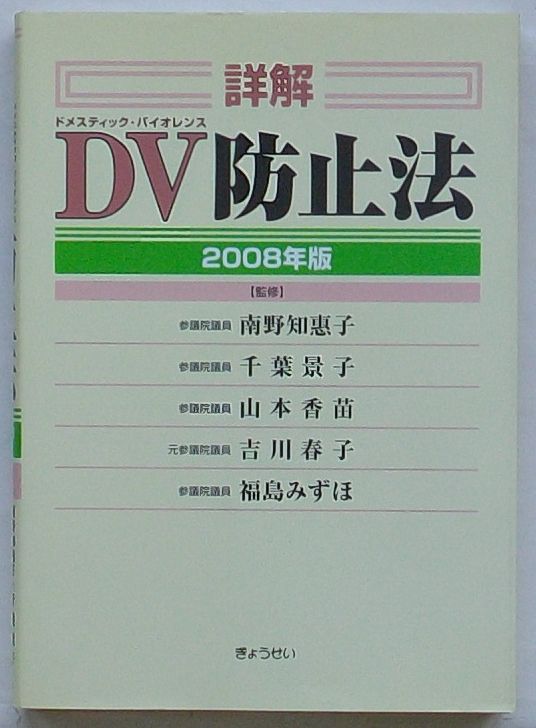 詳解
ドメスティック・バイオレンス
DV防止法
2008年版
【監修】
参議院議員 南野知惠子
参議院議員 千葉景子
参議院議員 山本香苗
元参議院議員 吉川春子
参議院議員 福島みずほ
ぎょうせい